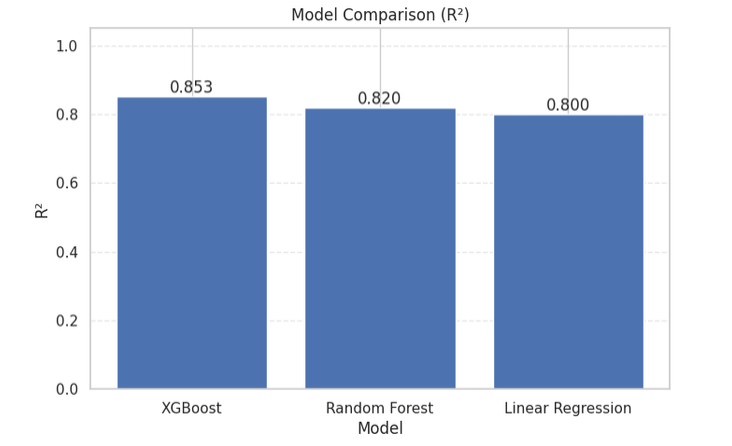 Model Comparison (R²)
1.0
0.853
0.820
0.800
0.8
0.6
R²
0.4
0.2
0.0
XGBoost
Random Forest
Linear Regression
Model